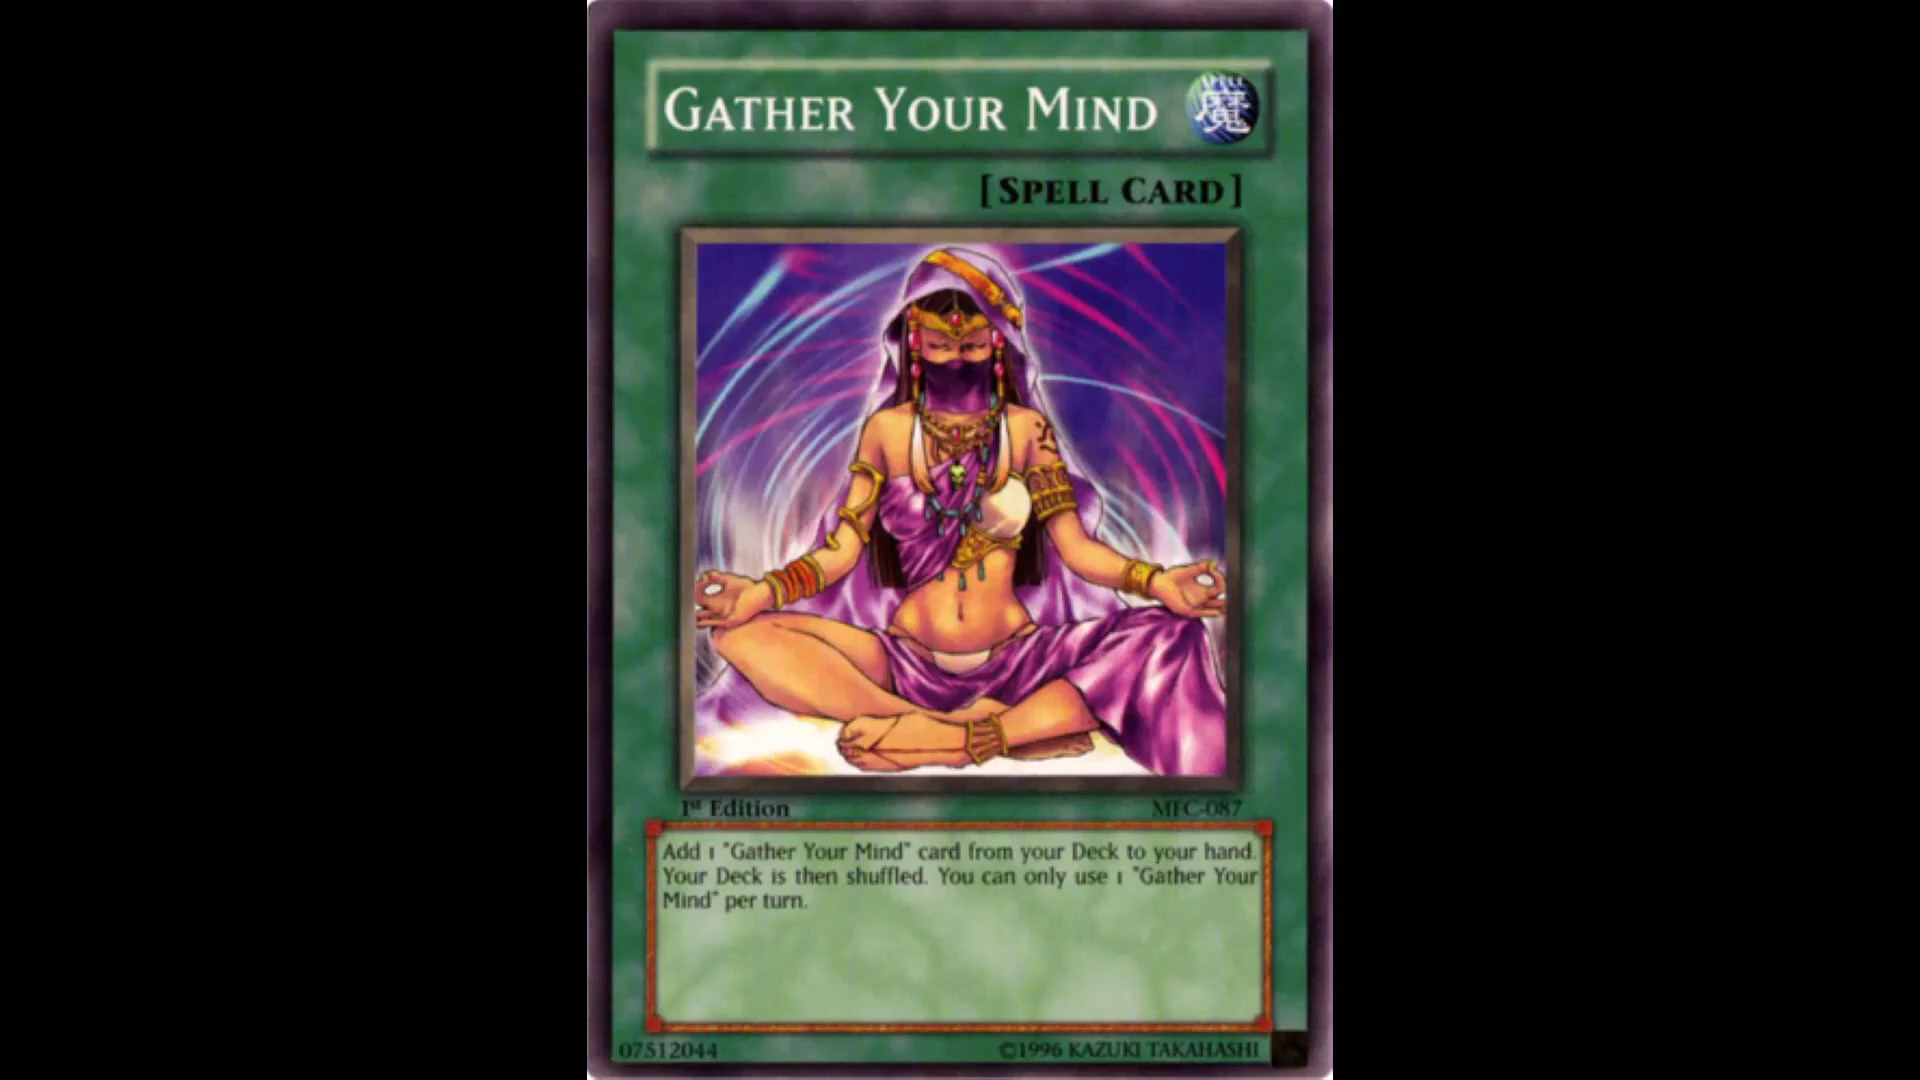 GATHER YOUR MIND
魔
[SPELL CARD]
1st Edition
MFC-087
Add 1 "Gather Your Mind" card from your Deck to your hand.
Your Deck is then shuffled. You can only use 1 "Gather Your
Mind" per turn.
07512044
©1996 KAZUKI TAKAHASHI